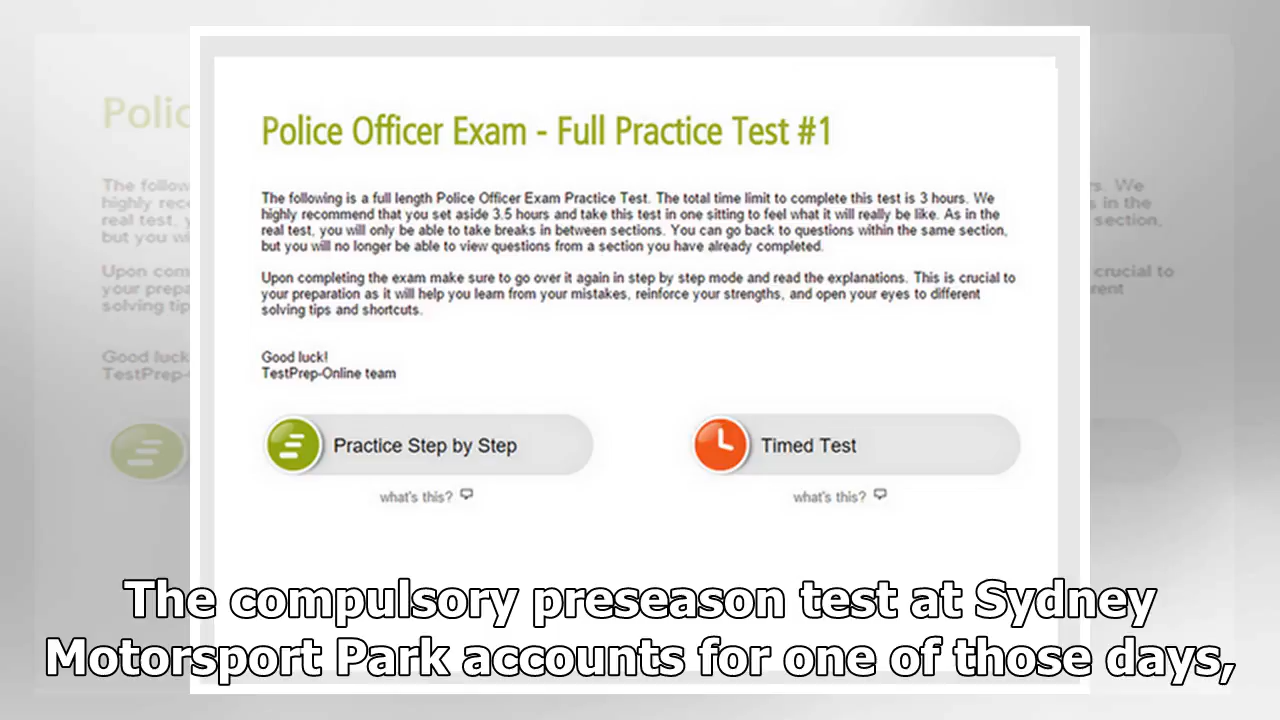 Police Officer Exam - Full Practice Test #1
The following is a full length Police Officer Exam Practice Test. The total time limit to complete this test is 3 hours. We
highly recommend that you set aside 3.5 hours and take this test in one sitting to feel what it will really be like. As in the
real test, you will only be able to take breaks in between sections. You can go back to questions within the same section,
but you will no longer be able to view questions from a section you have already completed.
Upon completing the exam make sure to go over it again in step by step mode and read the explanations. This is crucial to
your preparation as it will help you learn from your mistakes, reinforce your strengths, and open your eyes to different
solving tips and shortcuts.
Good luck!
TestPrep-Online team
Practice Step by Step
Timed Test
what's this?
what's this?
The compulsory preseason test at Sydney
Motorsport Park accounts for one of those days,